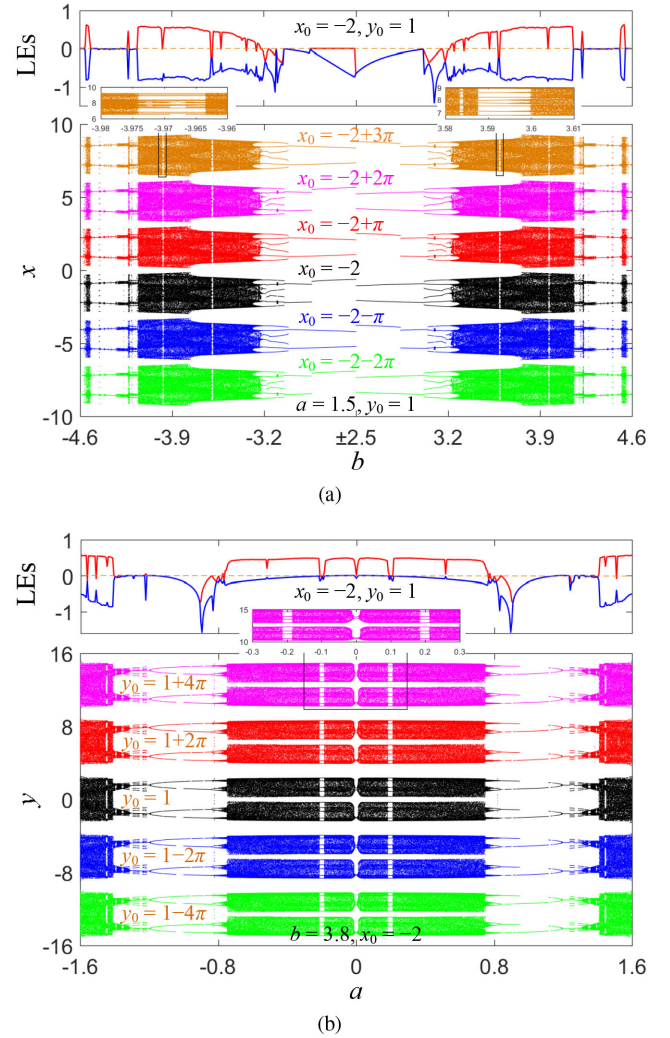 x₀ = −2, y₀ = 1
LEs
1
0
-1
-3.98 -3.975 -3.97 -3.965 -3.96
10
8
6
3.58 3.59 3.6 3.61
9
8
7
x
10
5
0
-5
-10
x₀ = −2+3π
x₀ = −2+2π
x₀ = −2+π
x₀ = −2
x₀ = −2−π
x₀ = −2−2π
a = 1.5, y₀ = 1
-4.6 -3.9 -3.2 ±2.5 3.2 3.9 4.6
b
(a)
LEs
1
0
-1
x₀ = −2, y₀ = 1
15
10
-0.3 -0.2 -0.1 0 0.1 0.2 0.3
y
16
8
0
-8
-16
y₀ = 1+4π
y₀ = 1+2π
y₀ = 1
y₀ = 1−2π
y₀ = 1−4π
b = 3.8, x₀ = −2
-1.6 -0.8 0 0.8 1.6
a
(b)